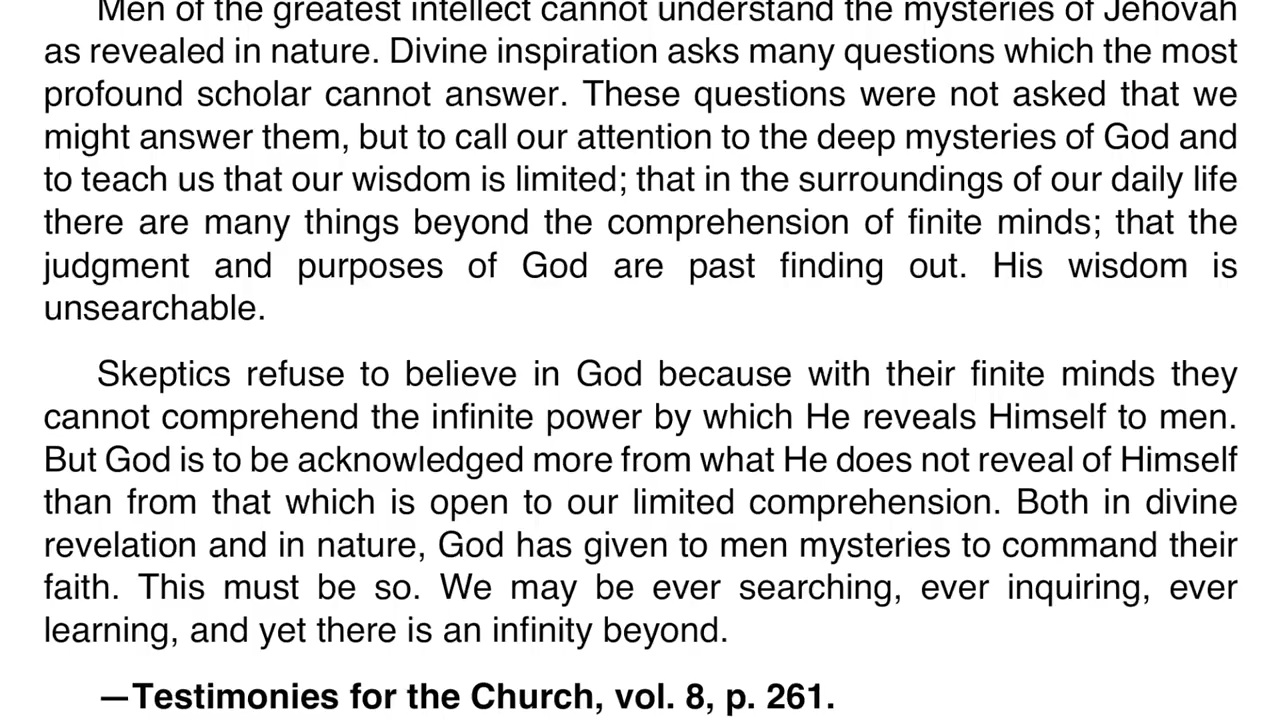 Men of the greatest intellect cannot understand the mysteries of Jehovah
as revealed in nature. Divine inspiration asks many questions which the most
profound scholar cannot answer. These questions were not asked that we
might answer them, but to call our attention to the deep mysteries of God and
to teach us that our wisdom is limited; that in the surroundings of our daily life
there are many things beyond the comprehension of finite minds; that the
judgment and purposes of God are past finding out. His wisdom is
unsearchable.
Skeptics refuse to believe in God because with their finite minds they
cannot comprehend the infinite power by which He reveals Himself to men.
But God is to be acknowledged more from what He does not reveal of Himself
than from that which is open to our limited comprehension. Both in divine
revelation and in nature, God has given to men mysteries to command their
faith. This must be so. We may be ever searching, ever inquiring, ever
learning, and yet there is an infinity beyond.
—Testimonies for the Church, vol. 8, p. 261.